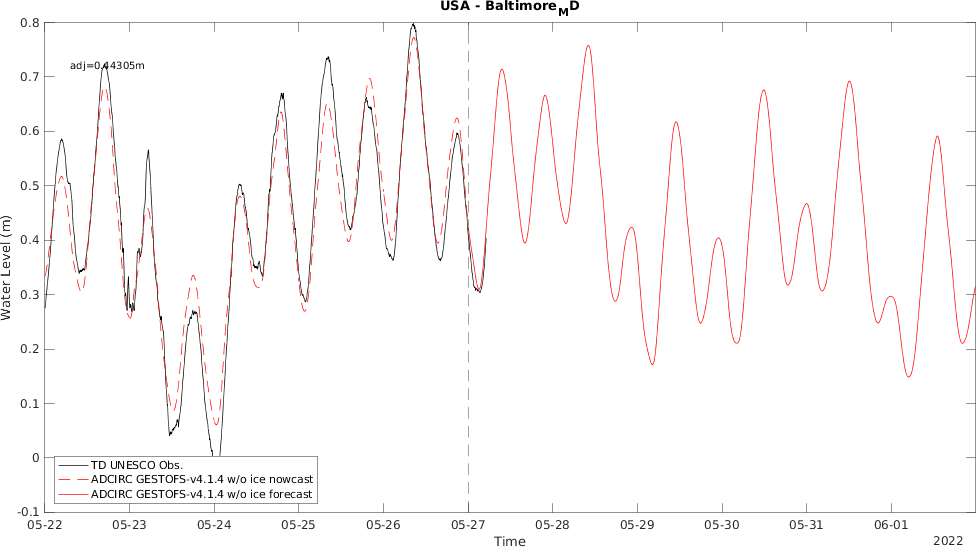 USA - Baltimore_MD
0.8
adj=0.44305m
0.7
0.6
0.5
0.4
0.3
0.2
0.1
0
-0.1
Water Level (m)
TD UNESCO Obs.
ADCIRC GESTOFS-v4.1.4 w/o ice nowcast
ADCIRC GESTOFS-v4.1.4 w/o ice forecast
05-22 05-23 05-24 05-25 05-26 05-27 05-28 05-29 05-30 05-31 06-01
Time
2022